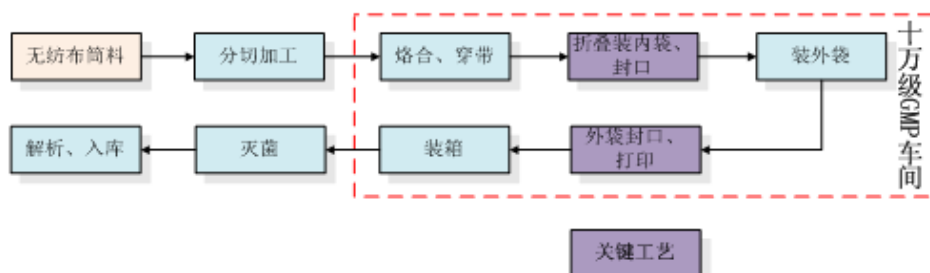 无纺布筒料
分切加工
烙合、穿带
折叠装内袋、
封口
装外袋
十万级GMP车间
解析、入库
灭菌
装箱
外袋封口、
打印
关键工艺